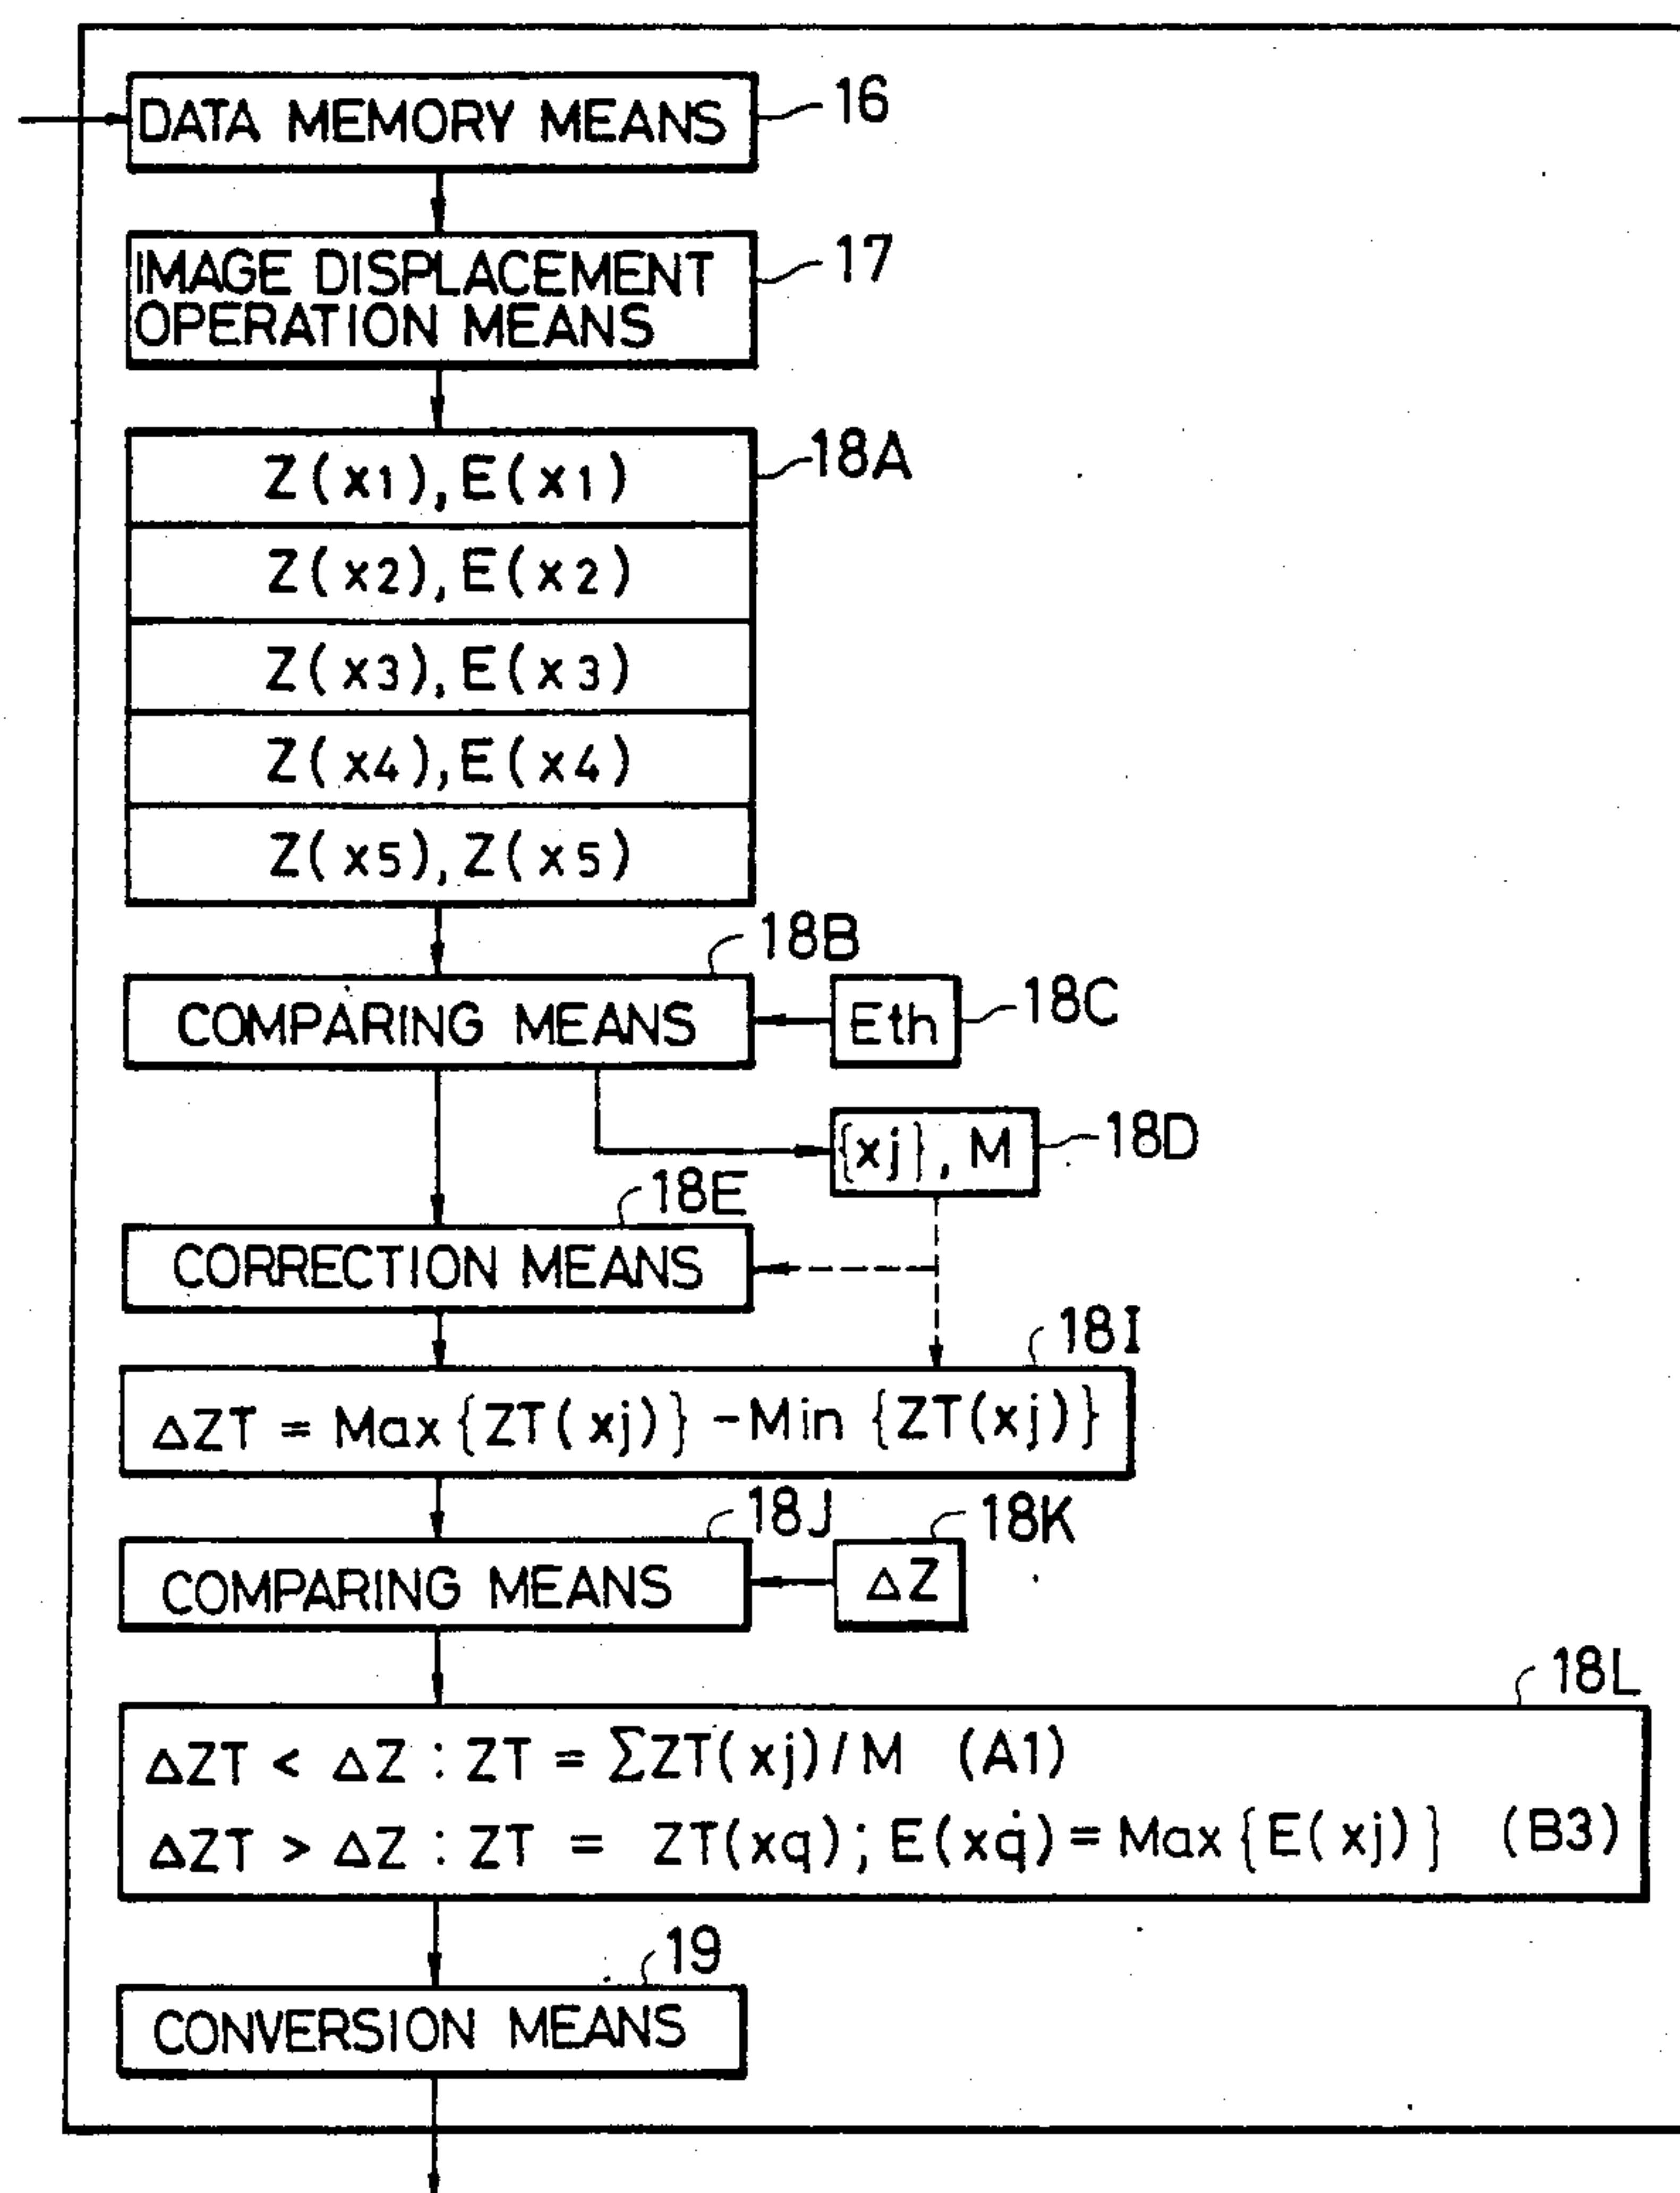 DATA MEMORY MEANS 16
IMAGE DISPLACEMENT 17
OPERATION MEANS
Z(x1),E(x1) 18A
Z(x2),E(x2)
Z(x3),E(x3)
Z(x4),E(x4)
Z(x5),Z(x5)
18B
COMPARING MEANS Eth 18C
{xj}, M 18D
18E
CORRECTION MEANS
18I
ΔZT = Max{ZT(xj)} -Min {ZT(xj)}
18J 18K
COMPARING MEANS ΔZ
18L
ΔZT < ΔZ : ZT = ΣZT(xj)/M (A1)
ΔZT > ΔZ : ZT = ZT(xq); E(xq) = Max{E(xj)} (B3)
19
CONVERSION MEANS